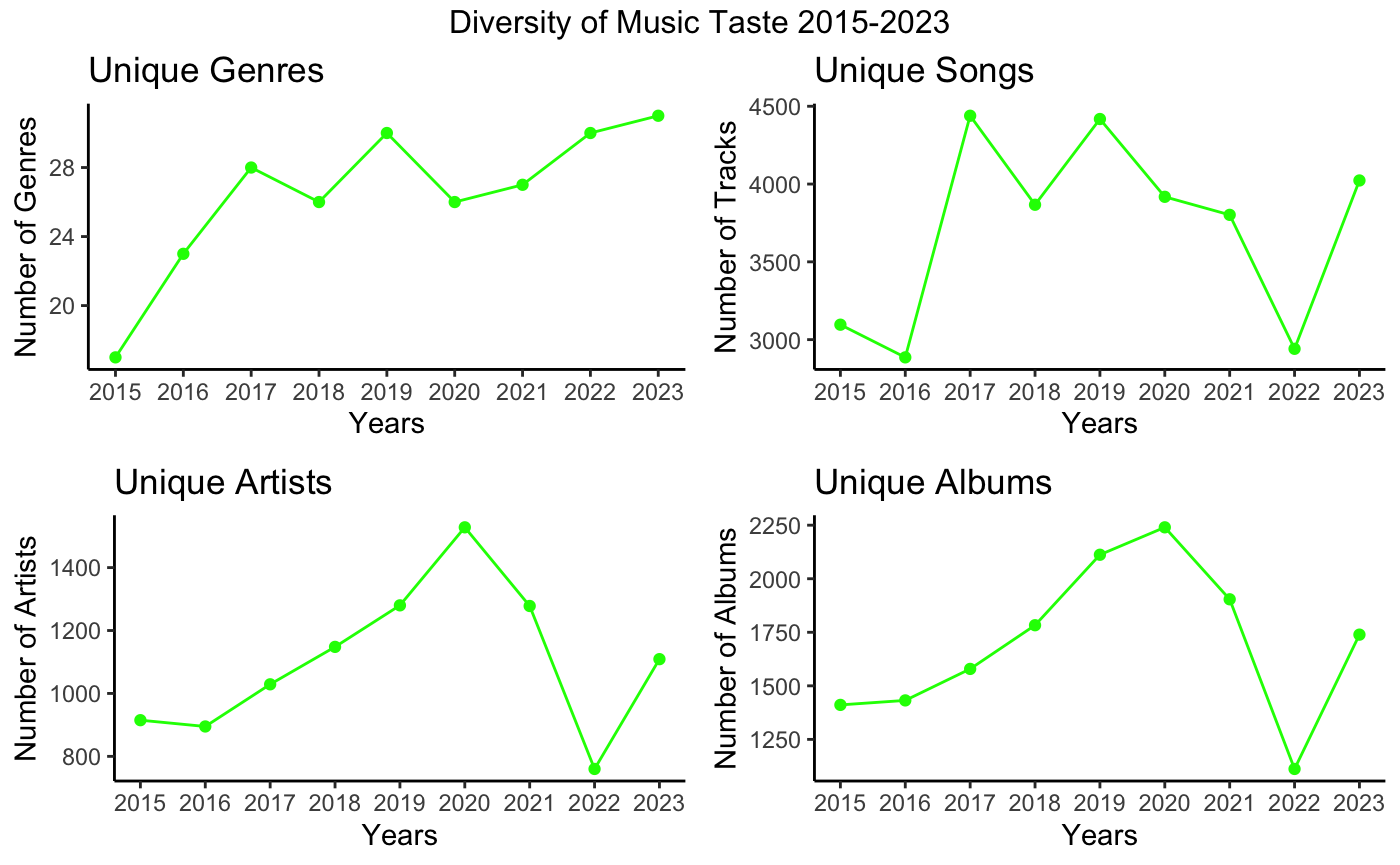 Diversity of Music Taste 2015-2023
Unique Genres
Number of Genres
28
24
20
2015 2016 2017 2018 2019 2020 2021 2022 2023
Years
Unique Songs
Number of Tracks
4500
4000
3500
3000
2015 2016 2017 2018 2019 2020 2021 2022 2023
Years
Unique Artists
Number of Artists
1400
1200
1000
800
2015 2016 2017 2018 2019 2020 2021 2022 2023
Years
Unique Albums
Number of Albums
2250
2000
1750
1500
1250
2015 2016 2017 2018 2019 2020 2021 2022 2023
Years